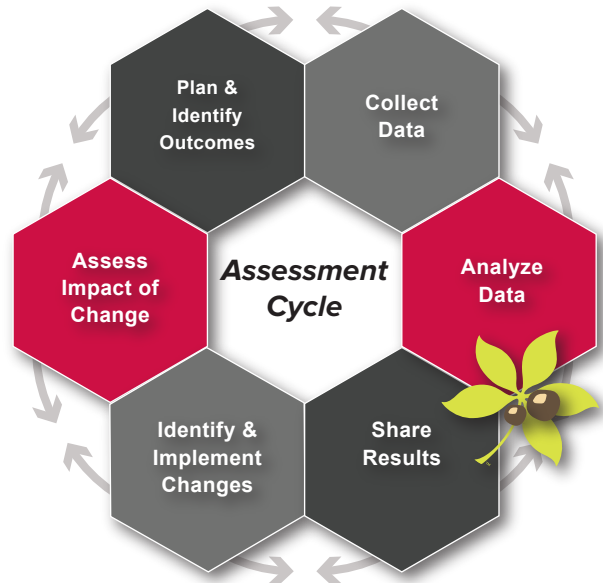 Plan &
Identify
Outcomes
Collect
Data
Assess
Impact of
Change
Assessment
Cycle
Analyze
Data
Identify &
Implement
Changes
Share
Results